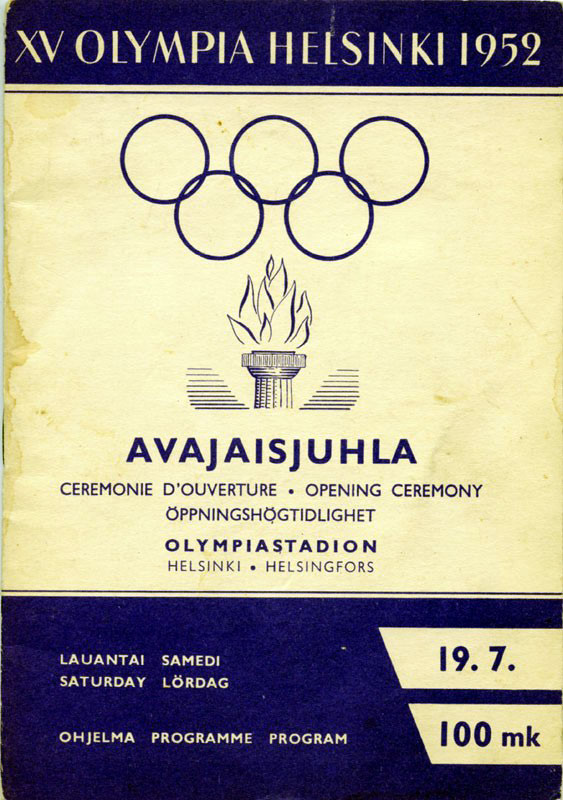 XV OLYMPIA HELSINKI 1952
AVAJAISJUHLA
CEREMONIE D'OUVERTURE • OPENING CEREMONY
ÖPPNINGSHÖGTIDLIGHET
OLYMPIASTADION
HELSINKI • HELSINGFORS
LAUANTAI SAMEDI
SATURDAY LÖRDAG
19. 7.
OHJELMA PROGRAMME PROGRAM
100 mk